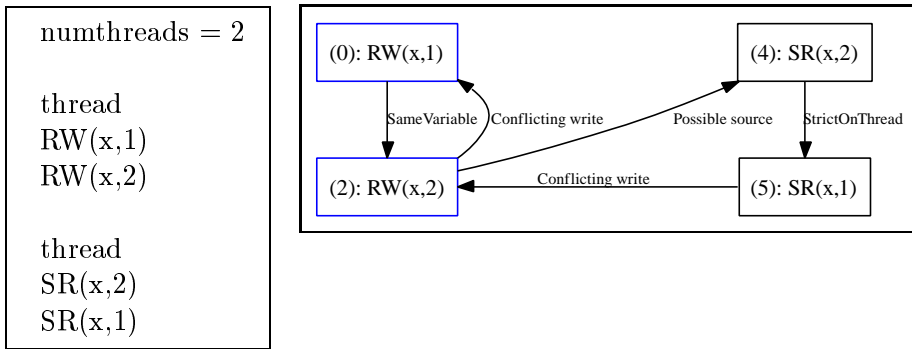 numthreads = 2
thread
RW(x,1)
RW(x,2)
thread
SR(x,2)
SR(x,1)
(0): RW(x,1)
(4): SR(x,2)
SameVariable
Conflicting write
Possible source
StrictOnThread
(2): RW(x,2)
Conflicting write
(5): SR(x,1)